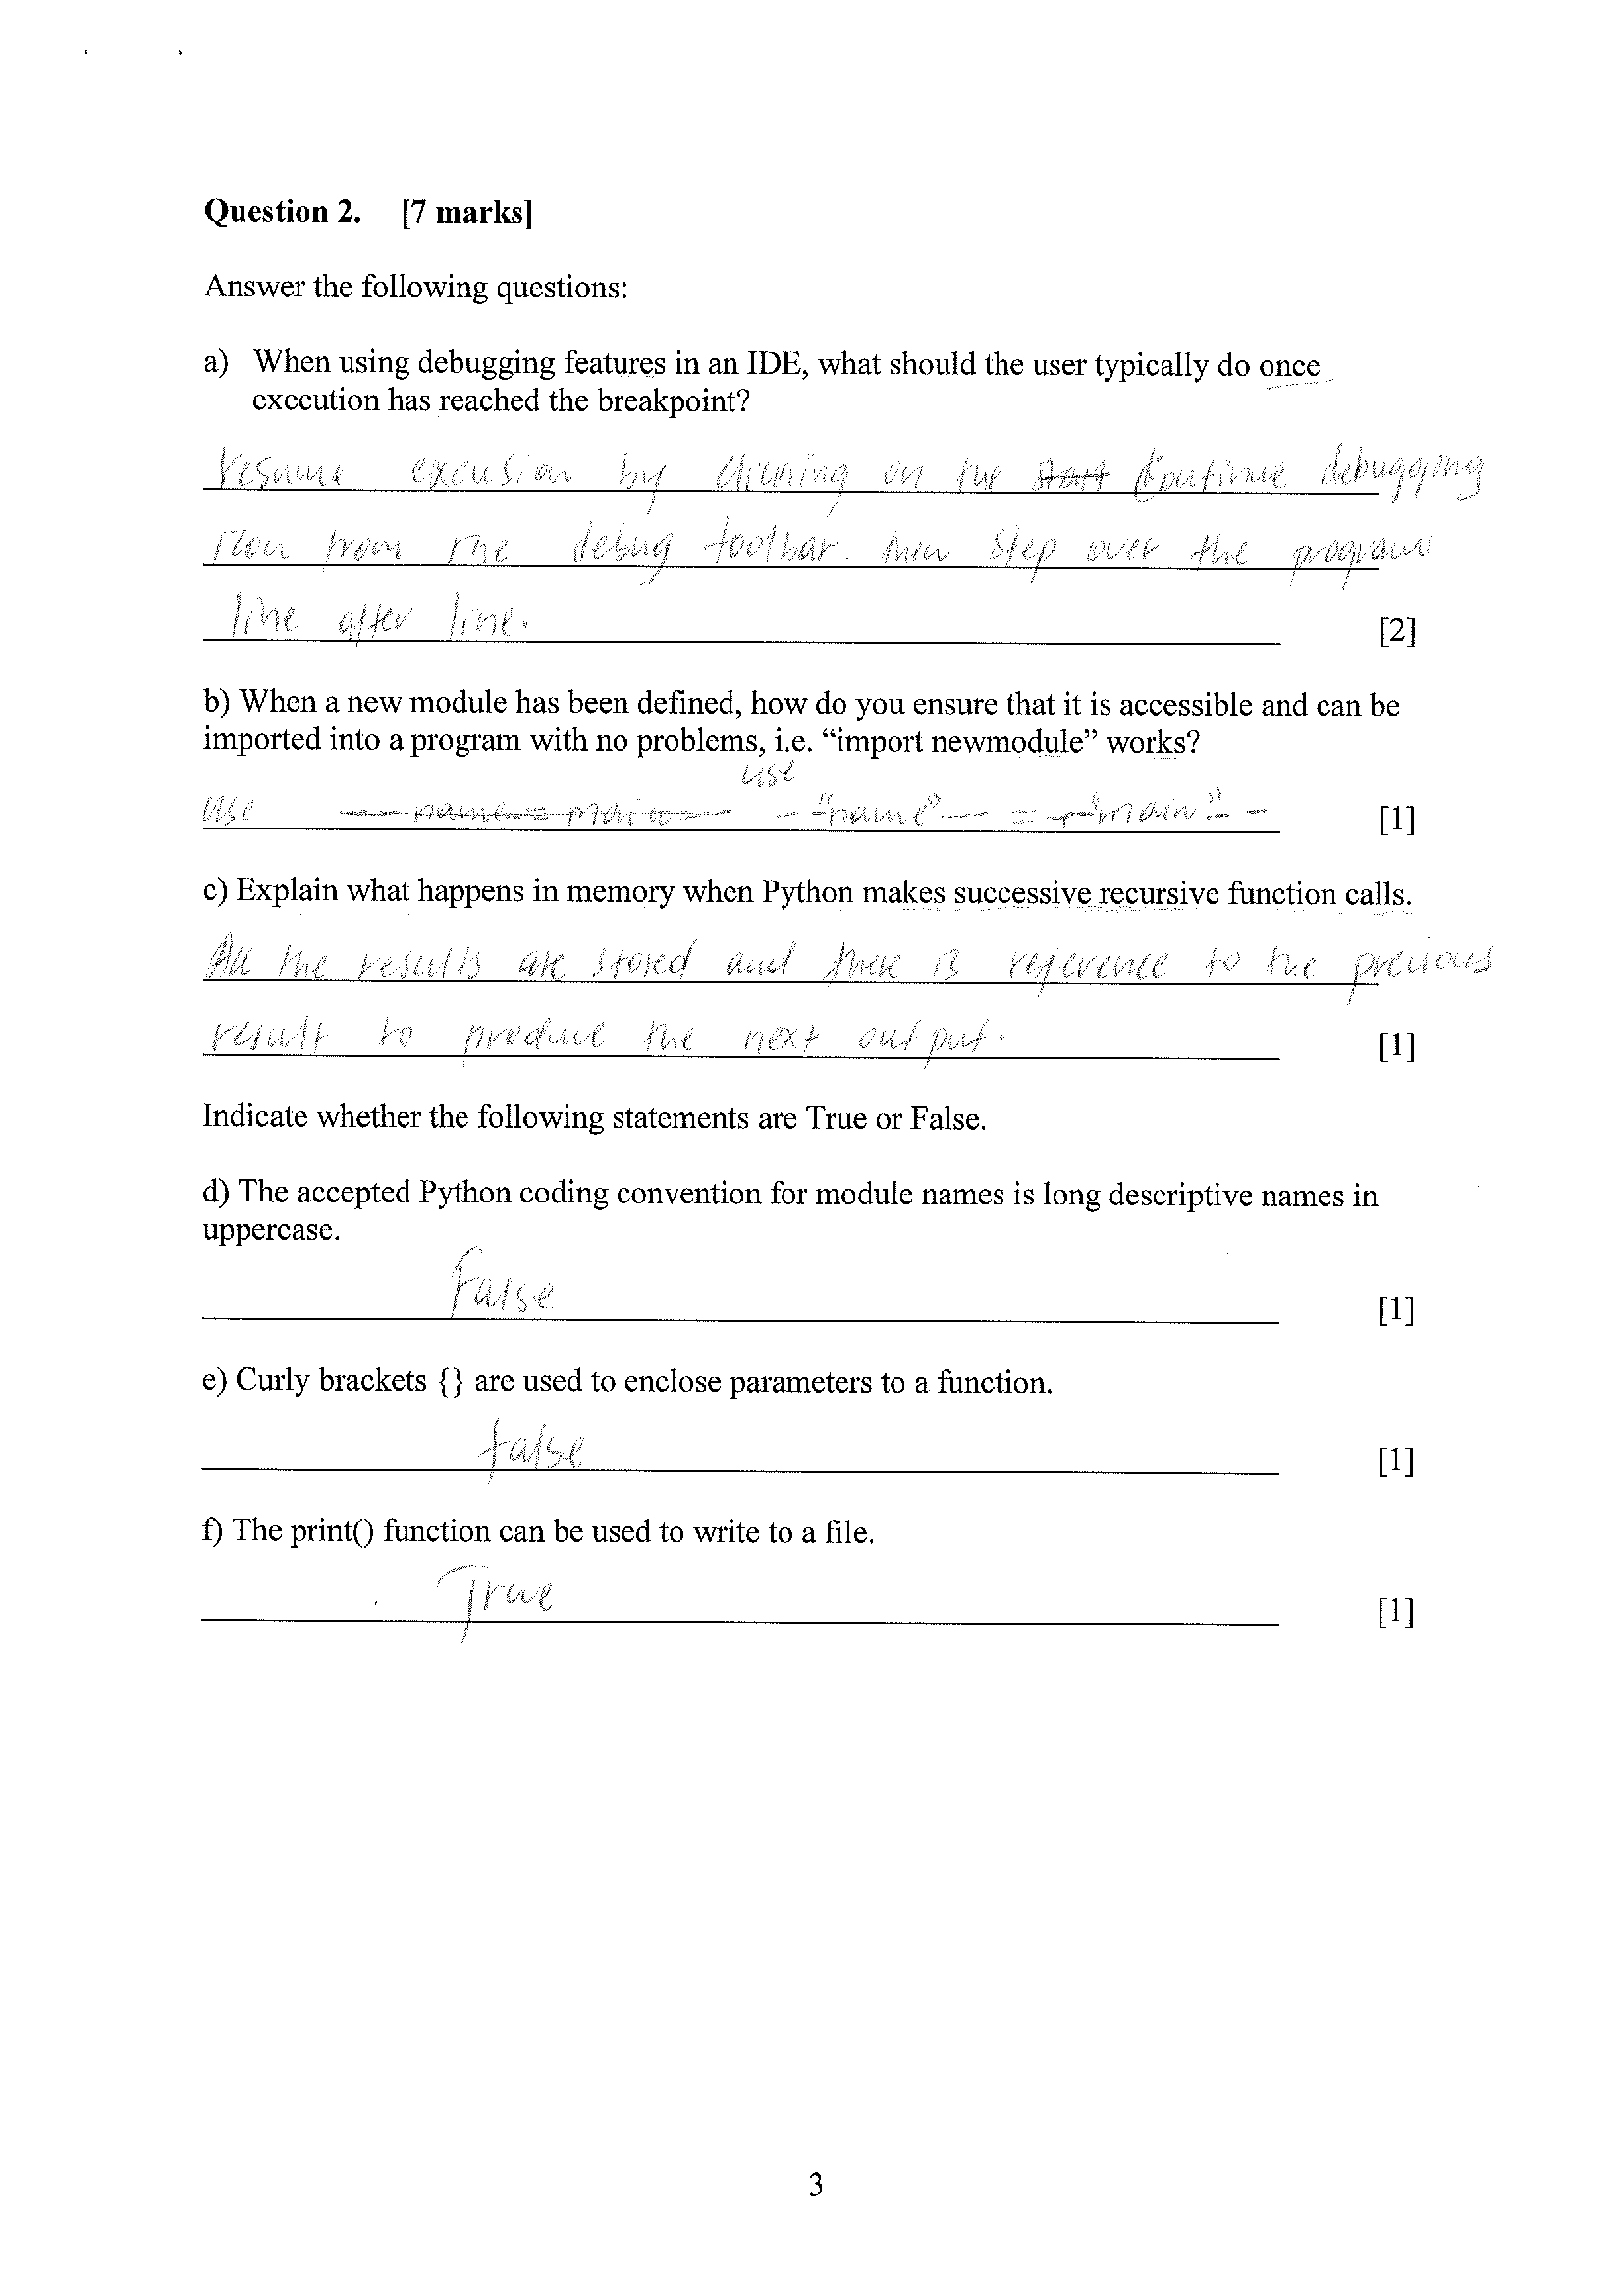 Question 2. [7 marks]
Answer the following questions:
a) When using debugging features in an IDE, what should the user typically do once
execution has reached the breakpoint?
resume excusion by clicking on the Start Continue debugging
Icon from the debug toolbar. then step over the program
line after line.
[2]
b) When a new module has been defined, how do you ensure that it is accessible and can be
imported into a program with no problems, i.e. “import newmodule” works?
use
use -- name = main -- -- "name" -- == -- "main" --
[1]
c) Explain what happens in memory when Python makes successive recursive function calls.
All the results are stored and there is reference to the previous
result to produce the next output.
[1]
Indicate whether the following statements are True or False.
d) The accepted Python coding convention for module names is long descriptive names in
uppercase.
False
[1]
e) Curly brackets {} are used to enclose parameters to a function.
false
[1]
f) The print() function can be used to write to a file.
True
[1]
3